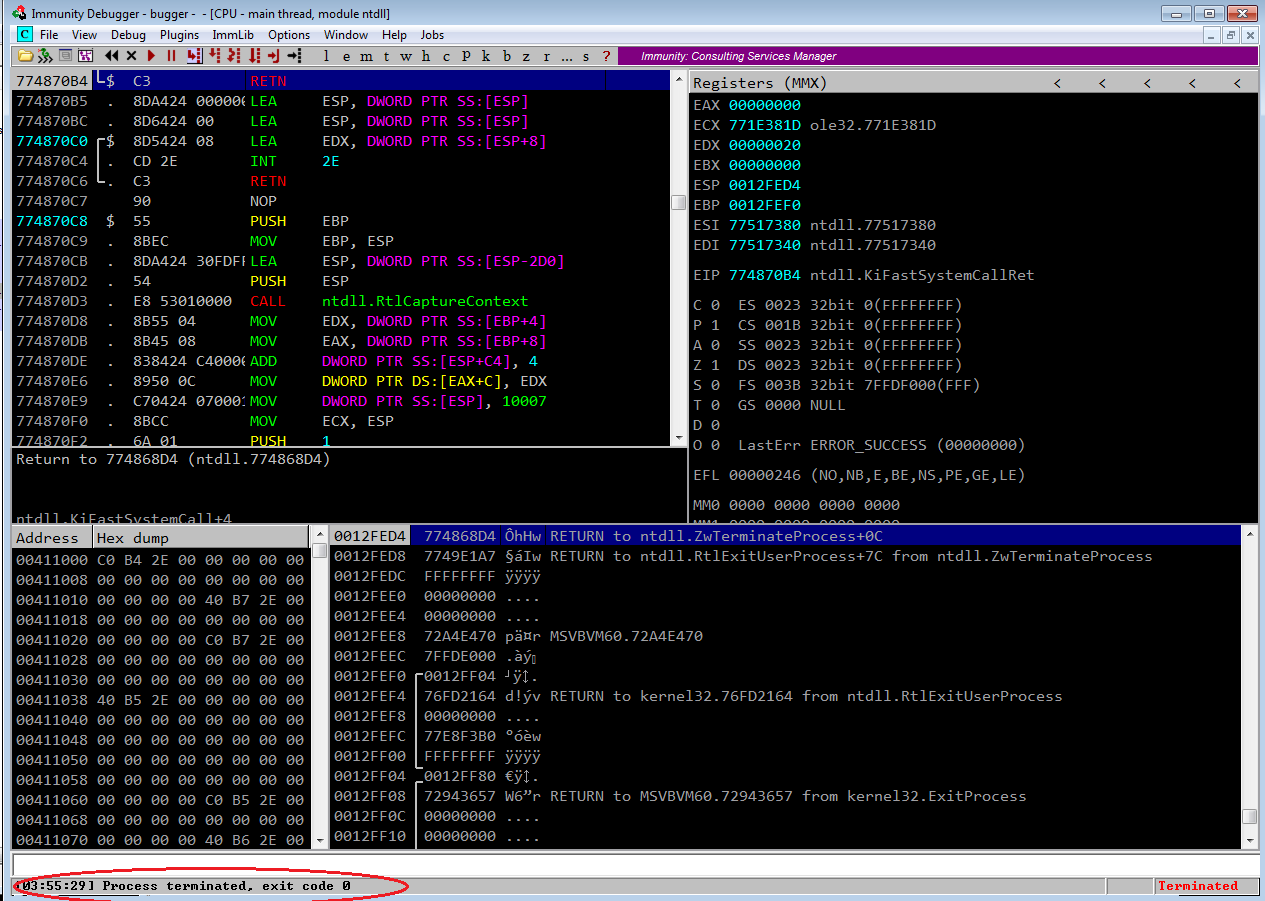 Immunity Debugger - bugger - - [CPU - main thread, module ntdll]
C File View Debug Plugins ImmLib Options Window Help Jobs
l e m t w h c P k b z r ... s ? Immunity: Consulting Services Manager
774870B4 $ C3 RETN
774870B5 . 8DA424 000000 LEA ESP, DWORD PTR SS:[ESP]
774870BC . 8D6424 00 LEA ESP, DWORD PTR SS:[ESP]
774870C0 $ 8D5424 08 LEA EDX, DWORD PTR SS:[ESP+8]
774870C4 . CD 2E INT 2E
774870C6 . C3 RETN
774870C7 90 NOP
774870C8 $ 55 PUSH EBP
774870C9 . 8BEC MOV EBP, ESP
774870CB . 8DA424 30FDFF LEA ESP, DWORD PTR SS:[ESP-2D0]
774870D2 . 54 PUSH ESP
774870D3 . E8 53010000 CALL ntdll.RtlCaptureContext
774870D8 . 8B55 04 MOV EDX, DWORD PTR SS:[EBP+4]
774870DB . 8B45 08 MOV EAX, DWORD PTR SS:[EBP+8]
774870DE . 838424 C40000 ADD DWORD PTR SS:[ESP+C4], 4
774870E6 . 8950 0C MOV DWORD PTR DS:[EAX+C], EDX
774870E9 . C70424 070001 MOV DWORD PTR SS:[ESP], 10007
774870F0 . 8BCC MOV ECX, ESP
774870F2 . 6A 01 PUSH 1
Return to 774868D4 (ntdll.774868D4)
ntdll.KiFastSystemCall+4
Registers (MMX) < < < < <
EAX 00000000
ECX 771E381D ole32.771E381D
EDX 00000020
EBX 00000000
ESP 0012FED4
EBP 0012FEF0
ESI 77517380 ntdll.77517380
EDI 77517340 ntdll.77517340
EIP 774870B4 ntdll.KiFastSystemCallRet
C 0 ES 0023 32bit 0(FFFFFFFF)
P 1 CS 001B 32bit 0(FFFFFFFF)
A 0 SS 0023 32bit 0(FFFFFFFF)
Z 1 DS 0023 32bit 0(FFFFFFFF)
S 0 FS 003B 32bit 7FFDF000(FFF)
T 0 GS 0000 NULL
D 0
O 0 LastErr ERROR_SUCCESS (00000000)
EFL 00000246 (NO,NB,E,BE,NS,PE,GE,LE)
MM0 0000 0000 0000 0000
MM1 0000 0000 0000 0000
Address Hex dump
00411000 C0 B4 2E 00 00 00 00 00
00411008 00 00 00 00 00 00 00 00
00411010 00 00 00 00 40 B7 2E 00
00411018 00 00 00 00 00 00 00 00
00411020 00 00 00 00 C0 B7 2E 00
00411028 00 00 00 00 00 00 00 00
00411030 00 00 00 00 00 00 00 00
00411038 40 B5 2E 00 00 00 00 00
00411040 00 00 00 00 00 00 00 00
00411048 00 00 00 00 00 00 00 00
00411050 00 00 00 00 00 00 00 00
00411058 00 00 00 00 00 00 00 00
00411060 00 00 00 00 C0 B5 2E 00
00411068 00 00 00 00 00 00 00 00
00411070 00 00 00 00 40 B6 2E 00
0012FED4 774868D4 ÔhHw RETURN to ntdll.ZwTerminateProcess+0C
0012FED8 7749E1A7 §áIw RETURN to ntdll.RtlExitUserProcess+7C from ntdll.ZwTerminateProcess
0012FEDC FFFFFFFF ÿÿÿÿ
0012FEE0 00000000 ....
0012FEE4 00000000 ....
0012FEE8 72A4E470 pä¤r MSVBVM60.72A4E470
0012FEEC 7FFDE000 .àý
0012FEF0 0012FF04 ÿ↕.
0012FEF4 76FD2164 d!ýv RETURN to kernel32.76FD2164 from ntdll.RtlExitUserProcess
0012FEF8 00000000 ....
0012FEFC 77E8F3B0 °óèw
0012FF00 FFFFFFFF ÿÿÿÿ
0012FF04 0012FF80 €ÿ↕.
0012FF08 72943657 W6”r RETURN to MSVBVM60.72943657 from kernel32.ExitProcess
0012FF0C 00000000 ....
0012FF10 00000000 ....
[03:55:29] Process terminated, exit code 0 Terminated